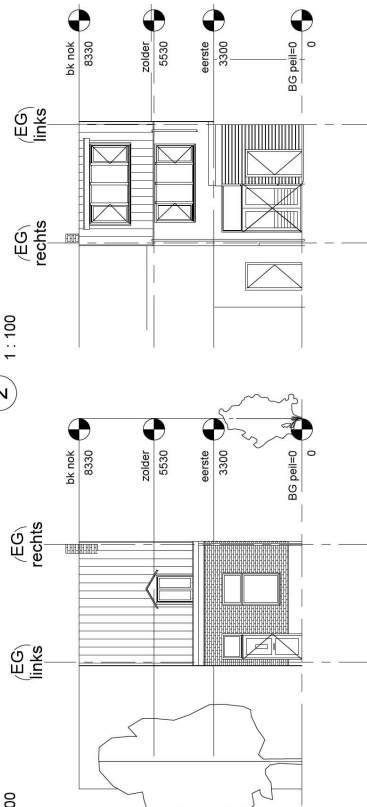 2
1 : 100
(EG
links
(EG
rechts
bk nok
8330
zolder
5530
eerste
3300
BG peil=0
0
00
(EG
rechts
(EG
links
bk nok
8330
zolder
5530
eerste
3300
BG peil=0
0